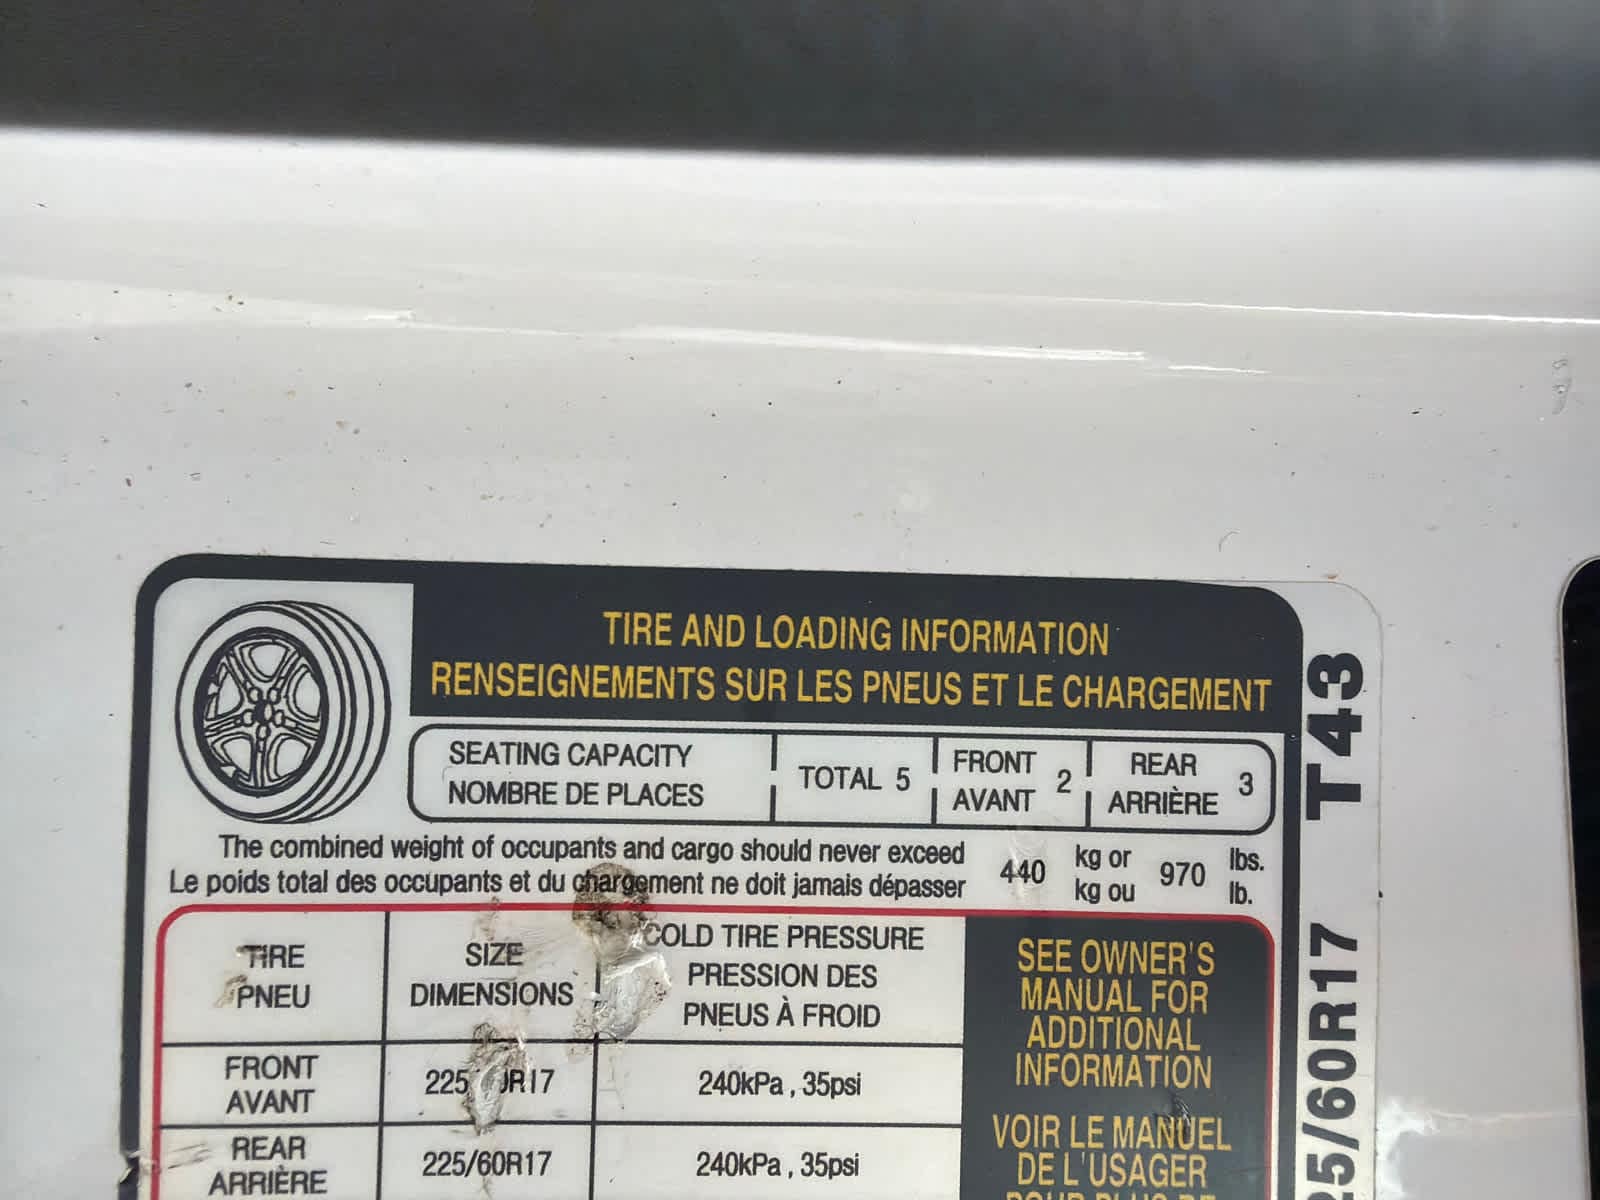 TIRE AND LOADING INFORMATION
RENSEIGNEMENTS SUR LES PNEUS ET LE CHARGEMENT
SEATING CAPACITY
NOMBRE DE PLACES
TOTAL 5
FRONT
AVANT
2
REAR
ARRIÈRE
3
The combined weight of occupants and cargo should never exceed
Le poids total des occupants et du chargement ne doit jamais dépasser
440
kg or
kg ou
970
lbs.
lb.
TIRE
PNEU
SIZE
DIMENSIONS
COLD TIRE PRESSURE
PRESSION DES
PNEUS À FROID
FRONT
AVANT
240kPa , 35psi
REAR
ARRIÈRE
225/60R17
240kPa , 35psi
SEE OWNER'S
MANUAL FOR
ADDITIONAL
INFORMATION
VOIR LE MANUEL
DE L'USAGER
T43